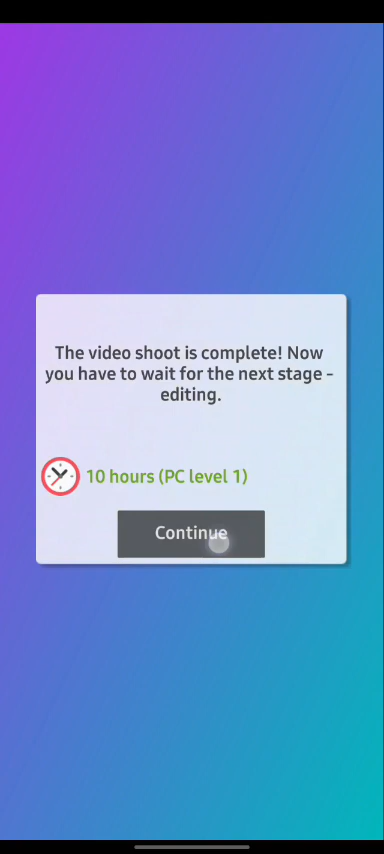 The video shoot is complete! Now
you have to wait for the next stage -
editing.
10 hours (PC level 1)
Continue